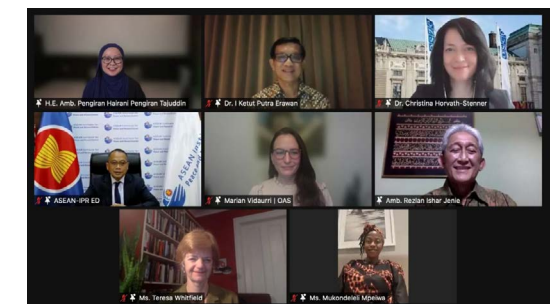 H.E. Amb. Pengiran Hairani Pengiran Tajuddin
Dr. I Ketut Putra Erawan
Dr. Christina Horvath-Stenner
ASEAN-IPR ED
Marian Vidaurri | OAS
Amb. Rezlan Ishar Jenie
Ms. Teresa Whitfield
Ms. Mukondeleli Mpeiwa